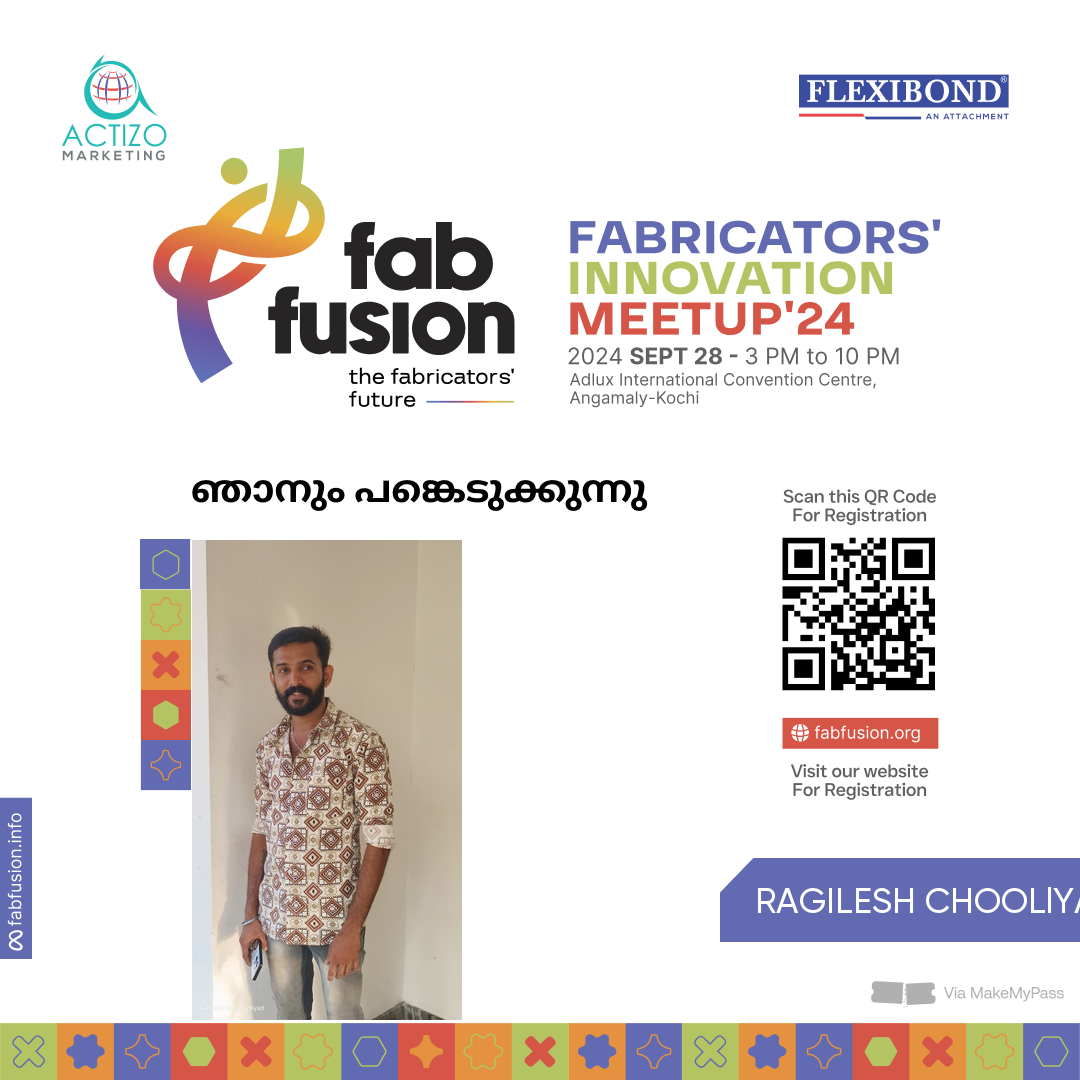 ACTIZO
MARKETING
FLEXIBOND®
AN ATTACHMENT
fab
fusion
the fabricators'
future
FABRICATORS'
INNOVATION
MEETUP'24
2024 SEPT 28 - 3 PM to 10 PM
Adlux International Convention Centre,
Angamaly-Kochi
ഞാനും പങ്കെടുക്കുന്നു
Scan this QR Code
For Registration
fabfusion.org
Visit our website
For Registration
fabfusion.info
RAGILESH CHOOLIYA
Via MakeMyPass